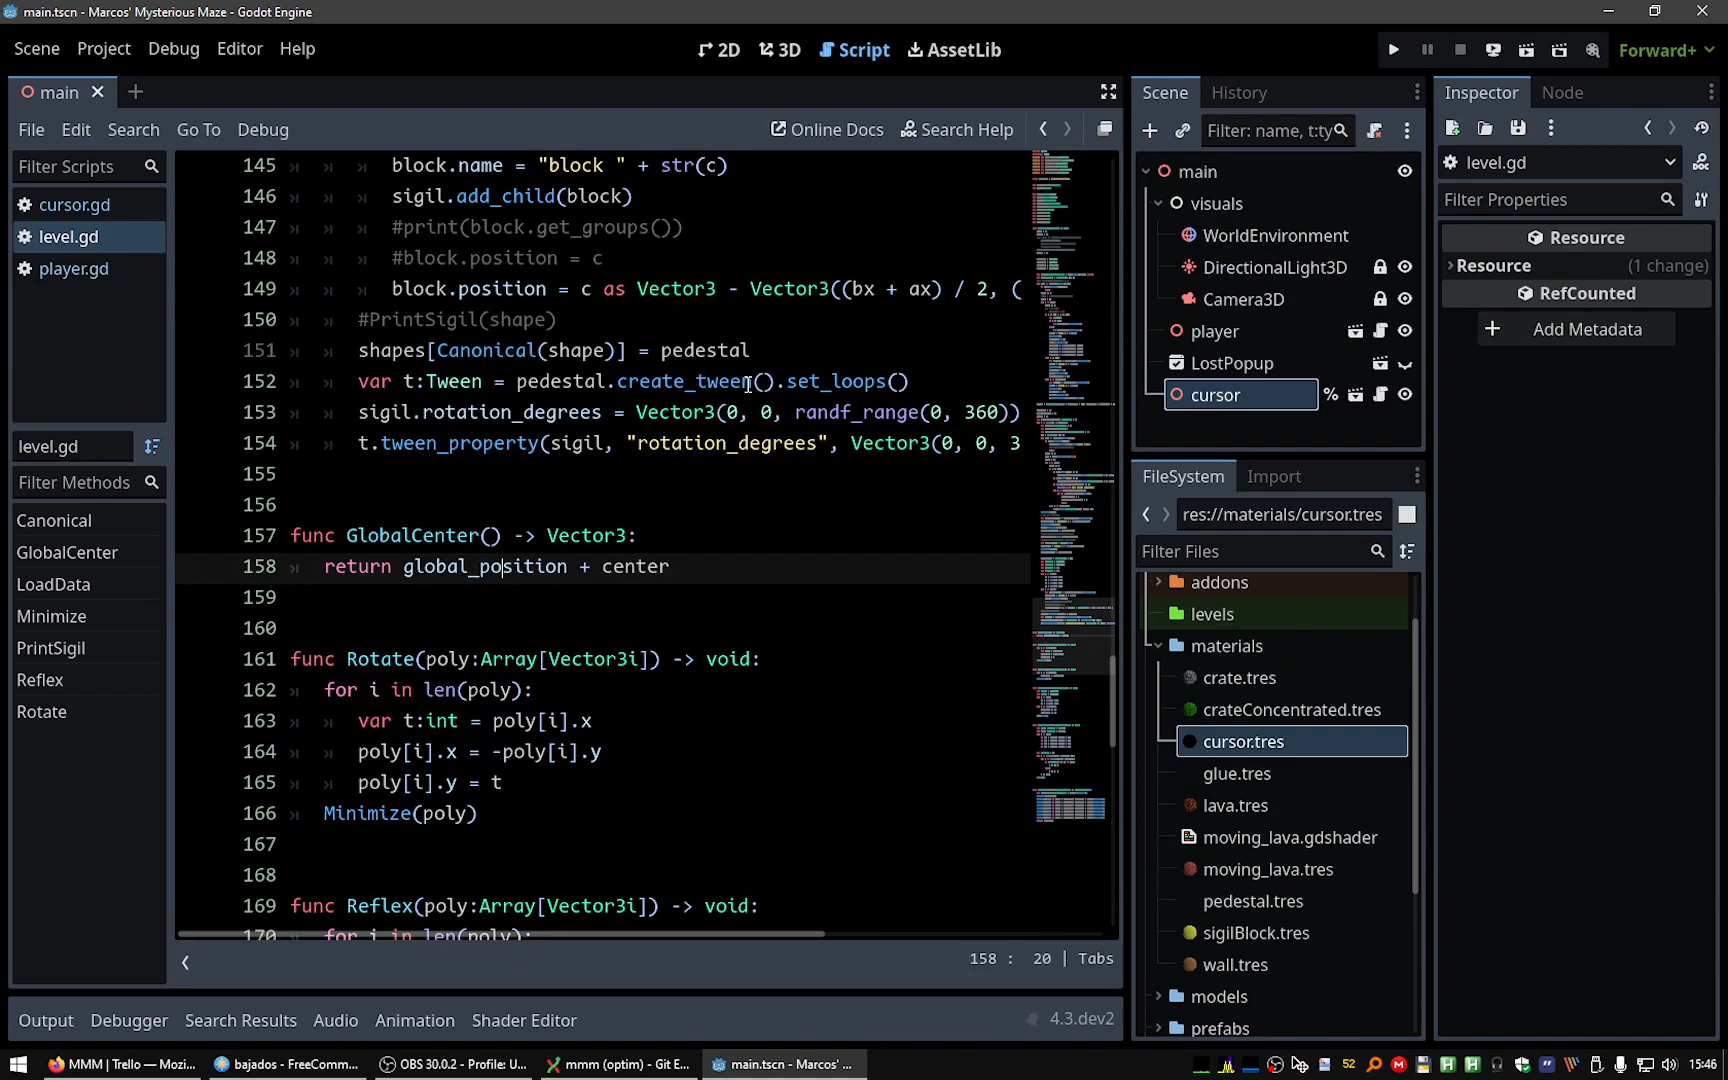 main.tscn - Marcos' Mysterious Maze - Godot Engine
Scene Project Debug Editor Help
2D 3D Script AssetLib
Forward+
main
File Edit Search Go To Debug
Online Docs Search Help
Filter Scripts
cursor.gd
level.gd
player.gd
level.gd
Filter Methods
Canonical
GlobalCenter
LoadData
Minimize
PrintSigil
Reflex
Rotate
145 block.name = "block " + str(c)
146 sigil.add_child(block)
147 #print(block.get_groups())
148 #block.position = c
149 block.position = c as Vector3 - Vector3((bx + ax) / 2, (
150 #PrintSigil(shape)
151 shapes[Canonical(shape)] = pedestal
152 var t:Tween = pedestal.create_tween().set_loops()
153 sigil.rotation_degrees = Vector3(0, 0, randf_range(0, 360))
154 t.tween_property(sigil, "rotation_degrees", Vector3(0, 0, 3
155
156
157 func GlobalCenter() -> Vector3:
158 return global_position + center
159
160
161 func Rotate(poly:Array[Vector3i]) -> void:
162 for i in len(poly):
163 var t:int = poly[i].x
164 poly[i].x = -poly[i].y
165 poly[i].y = t
166 Minimize(poly)
167
168
169 func Reflex(poly:Array[Vector3i]) -> void:
170 for i in len(poly):
158 : 20 | Tabs
Output Debugger Search Results Audio Animation Shader Editor
4.3.dev2
Scene History
Filter: name, t:ty
main
visuals
WorldEnvironment
DirectionalLight3D
Camera3D
player
LostPopup
cursor %
FileSystem Import
res://materials/cursor.tres
Filter Files
addons
levels
materials
crate.tres
crateConcentrated.tres
cursor.tres
glue.tres
lava.tres
moving_lava.gdshader
moving_lava.tres
pedestal.tres
sigilBlock.tres
wall.tres
models
prefabs
Inspector Node
level.gd
Filter Properties
Resource
Resource (1 change)
RefCounted
Add Metadata
MMM | Trello — Mozi...
bajados - FreeComm...
OBS 30.0.2 - Profile: U...
mmm (optim) - Git E...
main.tscn - Marcos' ...
52
15:46